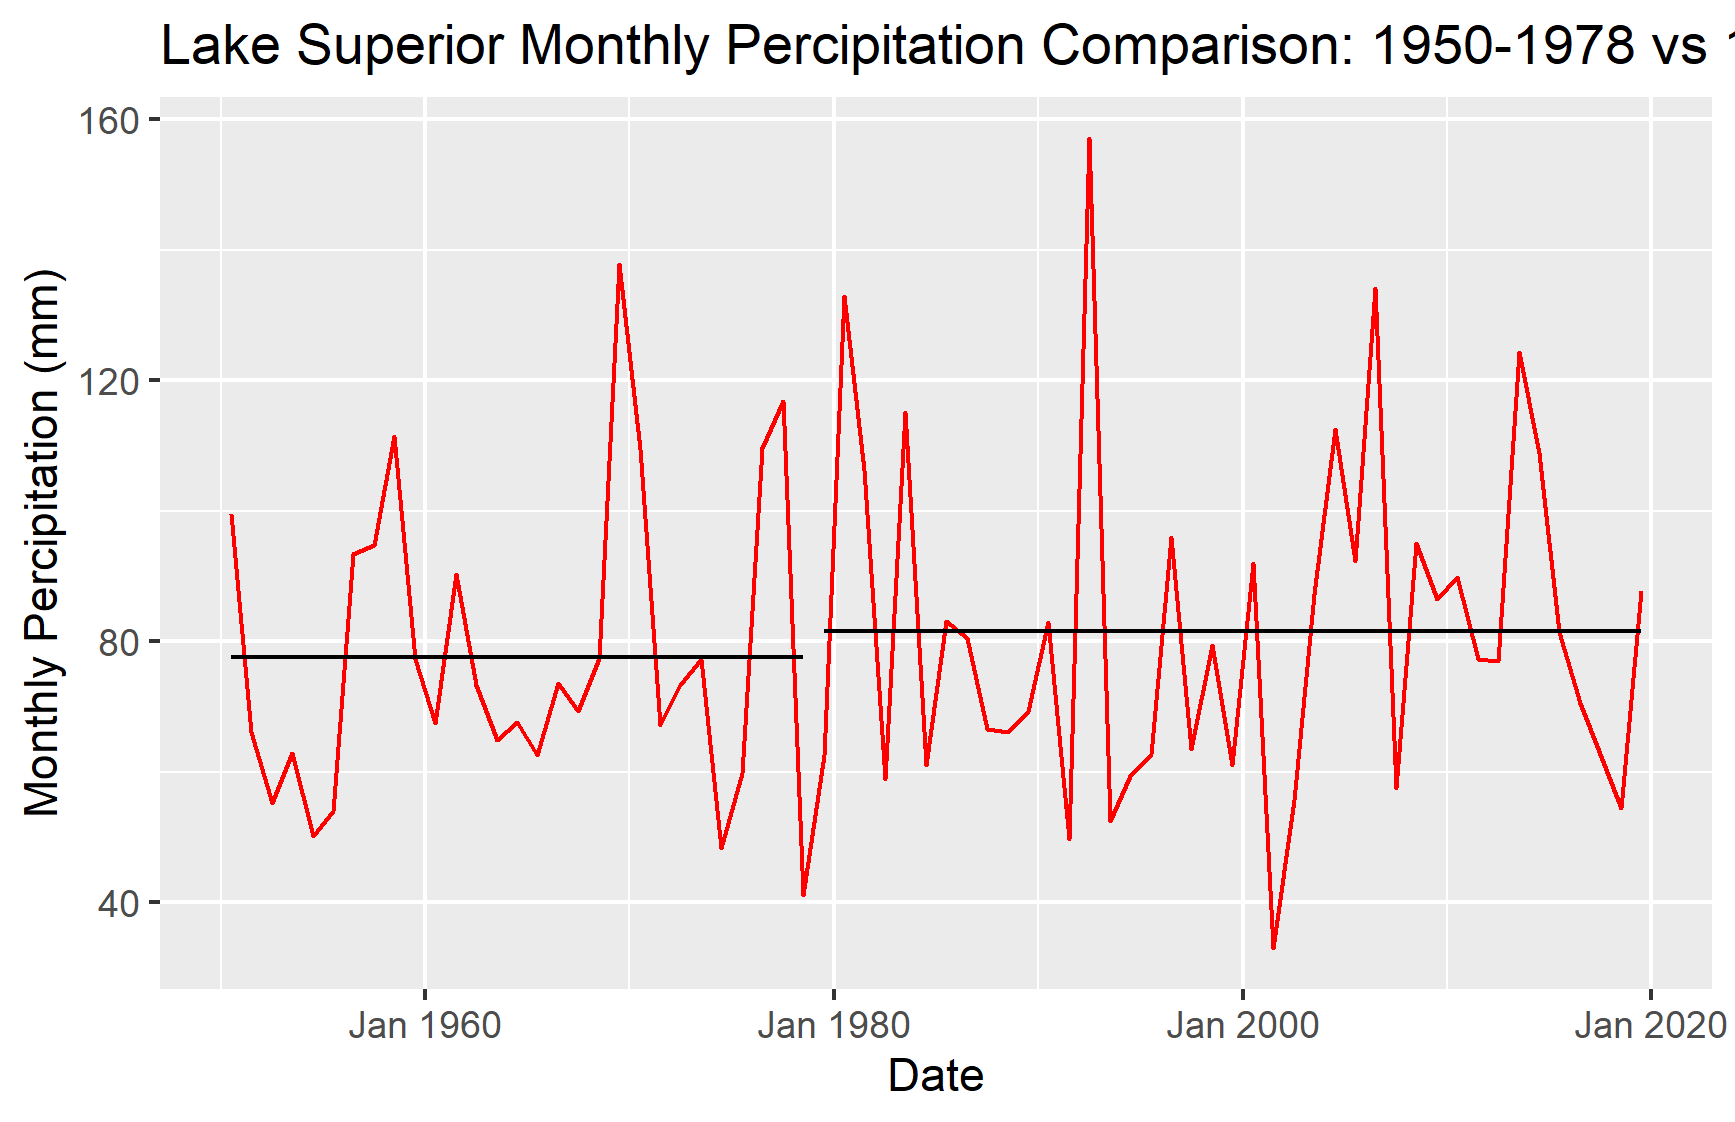 Lake Superior Monthly Percipitation Comparison: 1950-1978 vs 1
160
120
80
40
Monthly Percipitation (mm)
Jan 1960
Jan 1980
Jan 2000
Jan 2020
Date